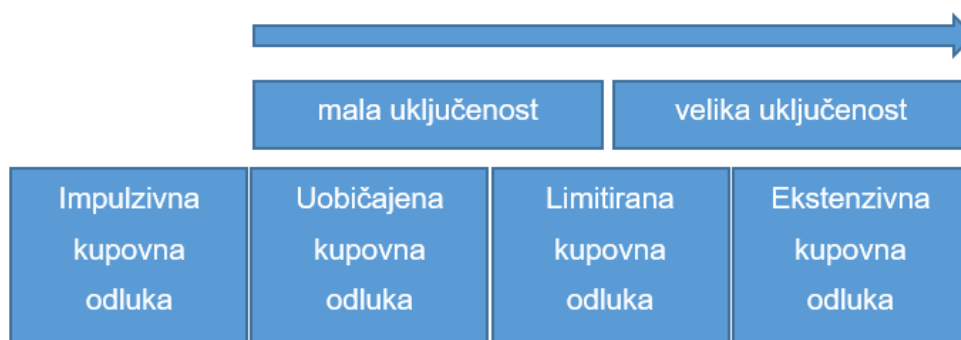 mala uključenost
velika uključenost
Impulzivna
kupovna
odluka
Uobičajena
kupovna
odluka
Limitirana
kupovna
odluka
Ekstenzivna
kupovna
odluka